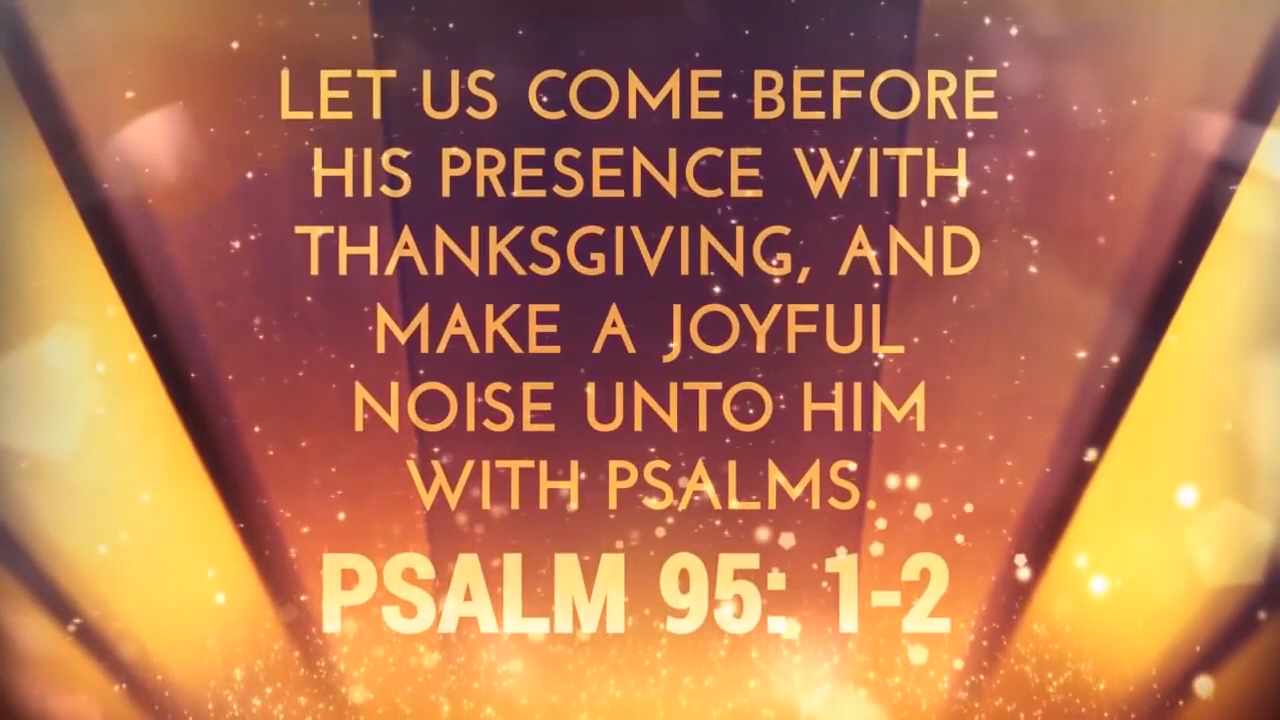 LET US COME BEFORE
HIS PRESENCE WITH
THANKSGIVING, AND
MAKE A JOYFUL
NOISE UNTO HIM
WITH PSALMS.
PSALM 95: 1-2